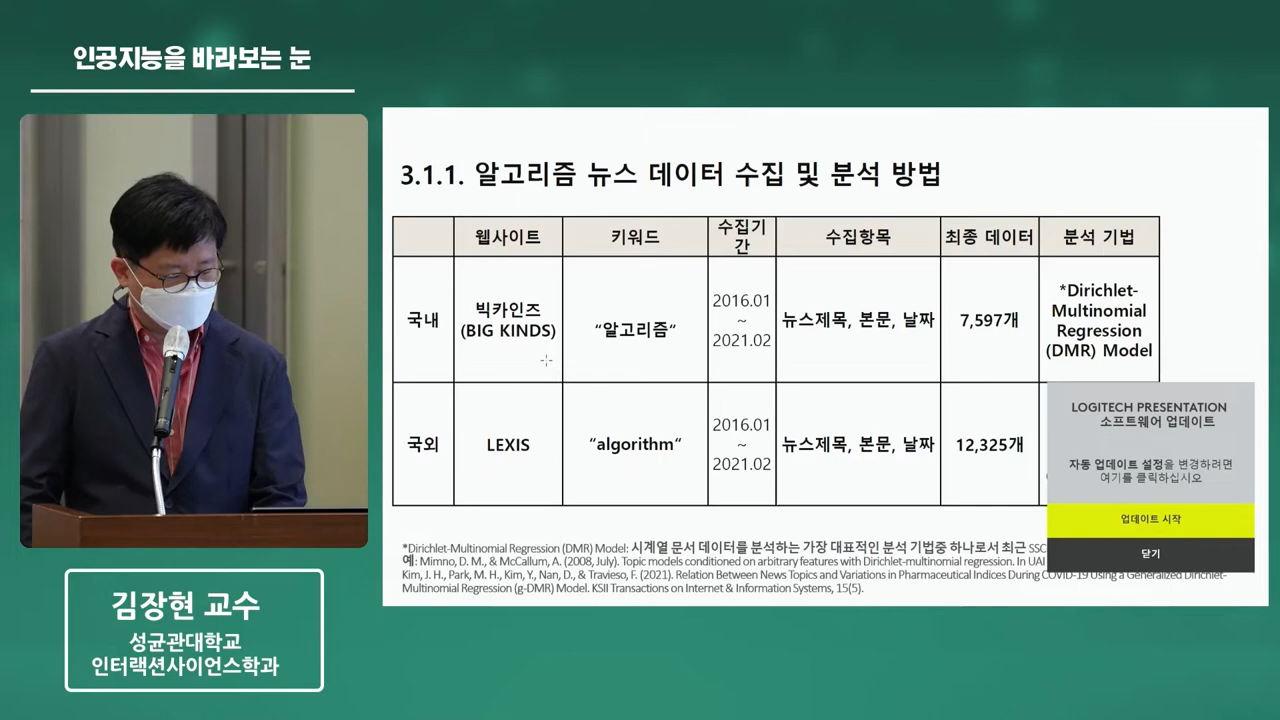 인공지능을 바라보는 눈
3.1.1. 알고리즘 뉴스 데이터 수집 및 분석 방법
웹사이트
키워드
수집기
간
수집항목
최종 데이터
분석 기법
국내
빅카인즈
(BIG KINDS)
“알고리즘“
2016.01
~
2021.02
뉴스제목, 본문, 날짜
7,597개
*Dirichlet-
Multinomial
Regression
(DMR) Model
국외
LEXIS
“algorithm“
2016.01
~
2021.02
뉴스제목, 본문, 날짜
12,325개
LOGITECH PRESENTATION
소프트웨어 업데이트
자동 업데이트 설정을 변경하려면
여기를 클릭하십시오
업데이트 시작
닫기
*Dirichlet-Multinomial Regression (DMR) Model: 시계열 문서 데이터를 분석하는 가장 대표적인 분석 기법중 하나로서 최근 SSC
예: Mimno, D. M., & McCallum, A. (2008, July). Topic models conditioned on arbitrary features with Dirichlet-multinomial regression. In UAI
Kim, J. H., Park, M. H., Kim, Y., Nan, D., & Travieso, F. (2021). Relation Between News Topics and Variations in Pharmaceutical Indices During COVID-19 Using a Generalized Dirichlet-
Multinomial Regression (g-DMR) Model. KSII Transactions on Internet & Information Systems, 15(5).
김장현 교수
성균관대학교
인터랙션사이언스학과